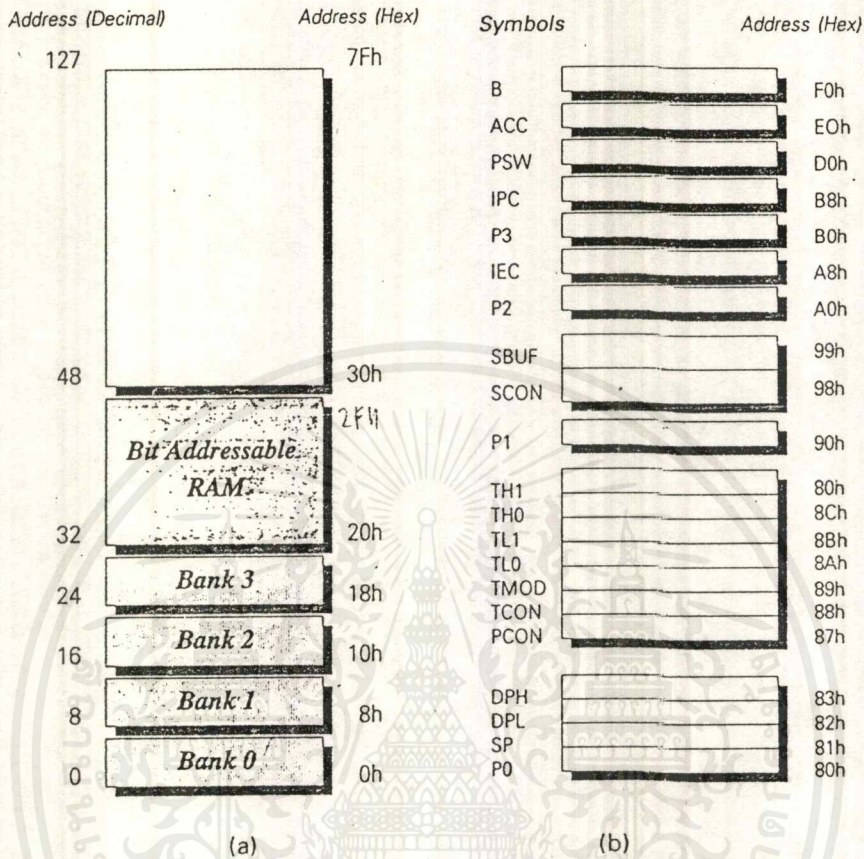 Address (Decimal)
Address (Hex)
127
7Fh
48
30h
2FH
Bit Addressable
RAM
32
20h
Bank 3
24
18h
Bank 2
16
10h
Bank 1
8
8h
Bank 0
0
0h
(a)
Symbols
Address (Hex)
B
F0h
ACC
E0h
PSW
D0h
IPC
B8h
P3
B0h
IEC
A8h
P2
A0h
SBUF
99h
SCON
98h
P1
90h
TH1
80h
TH0
8Ch
TL1
8Bh
TL0
8Ah
TMOD
89h
TCON
88h
PCON
87h
DPH
83h
DPL
82h
SP
81h
P0
80h
(b)